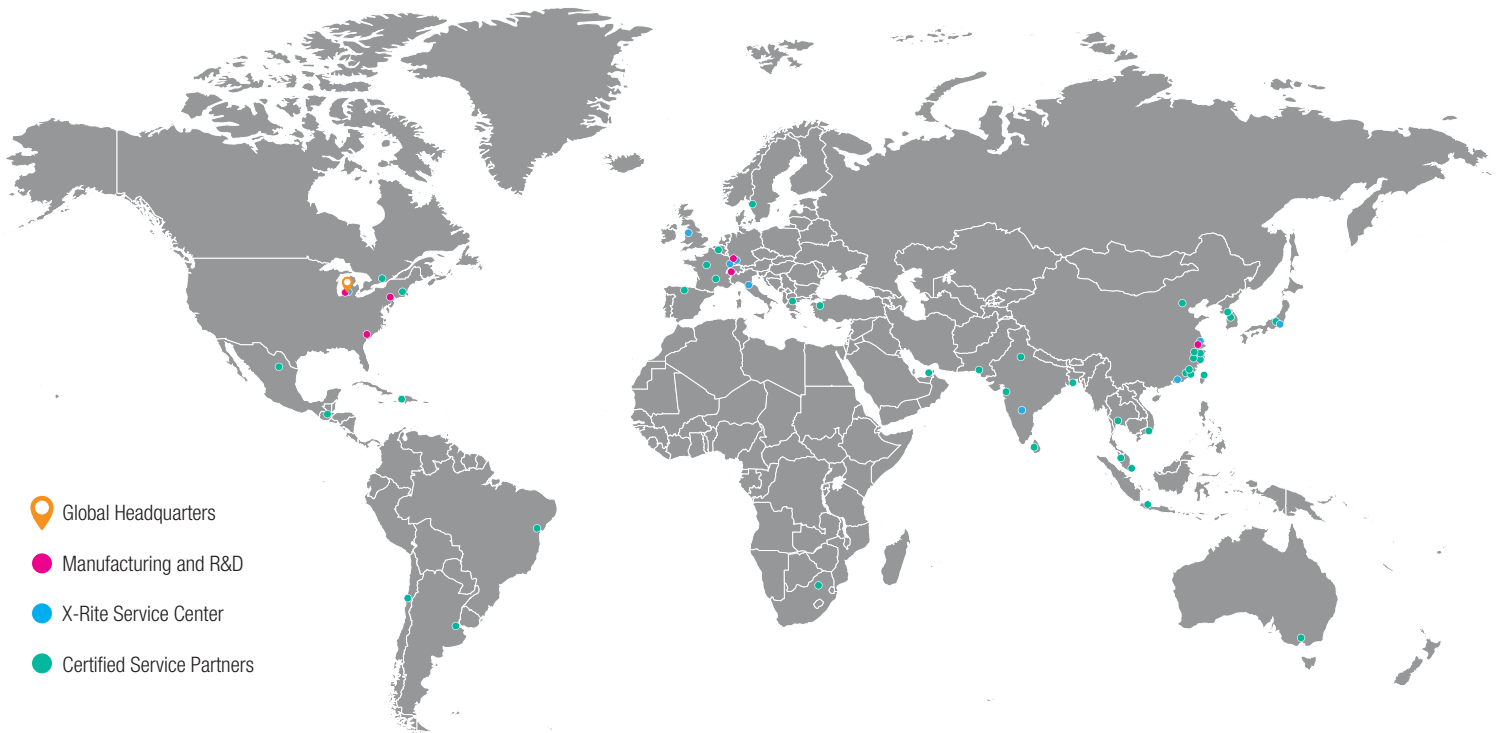 Global Headquarters
Manufacturing and R&D
X-Rite Service Center
Certified Service Partners